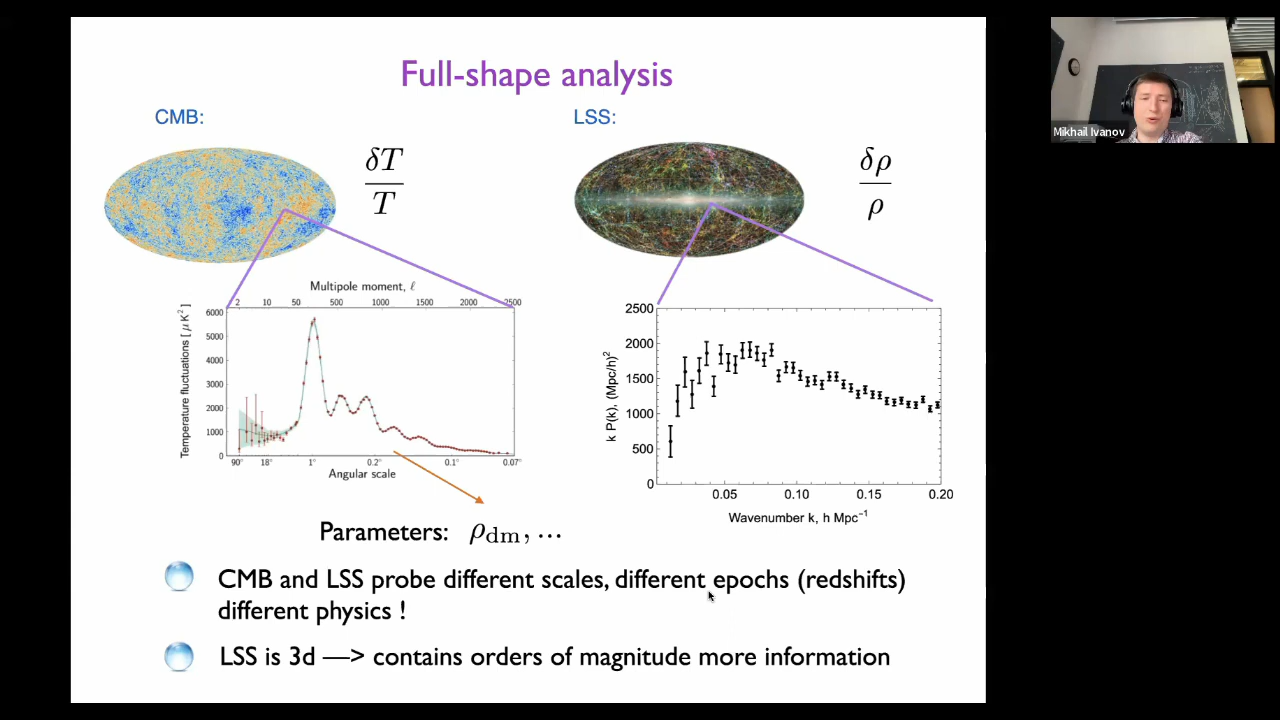 Full-shape analysis
CMB:
LSS:
δT
T
δρ
ρ
Mikhail Ivanov
Multipole moment, ℓ
2 10 50 500 1000 1500 2000 2500
Temperature fluctuations [ μ K² ]
6000
5000
4000
3000
2000
1000
0
90° 18° 1° 0.2° 0.1° 0.07°
Angular scale
k P(k), (Mpc/h)²
2500
2000
1500
1000
500
0
0.05 0.10 0.15 0.20
Wavenumber k, h Mpc⁻¹
Parameters: ρdm, ...
CMB and LSS probe different scales, different epochs (redshifts)
different physics !
LSS is 3d —> contains orders of magnitude more information